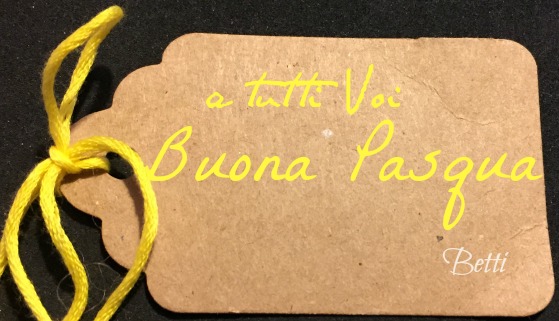 a tutti Voi
Buona Pasqua
Betti